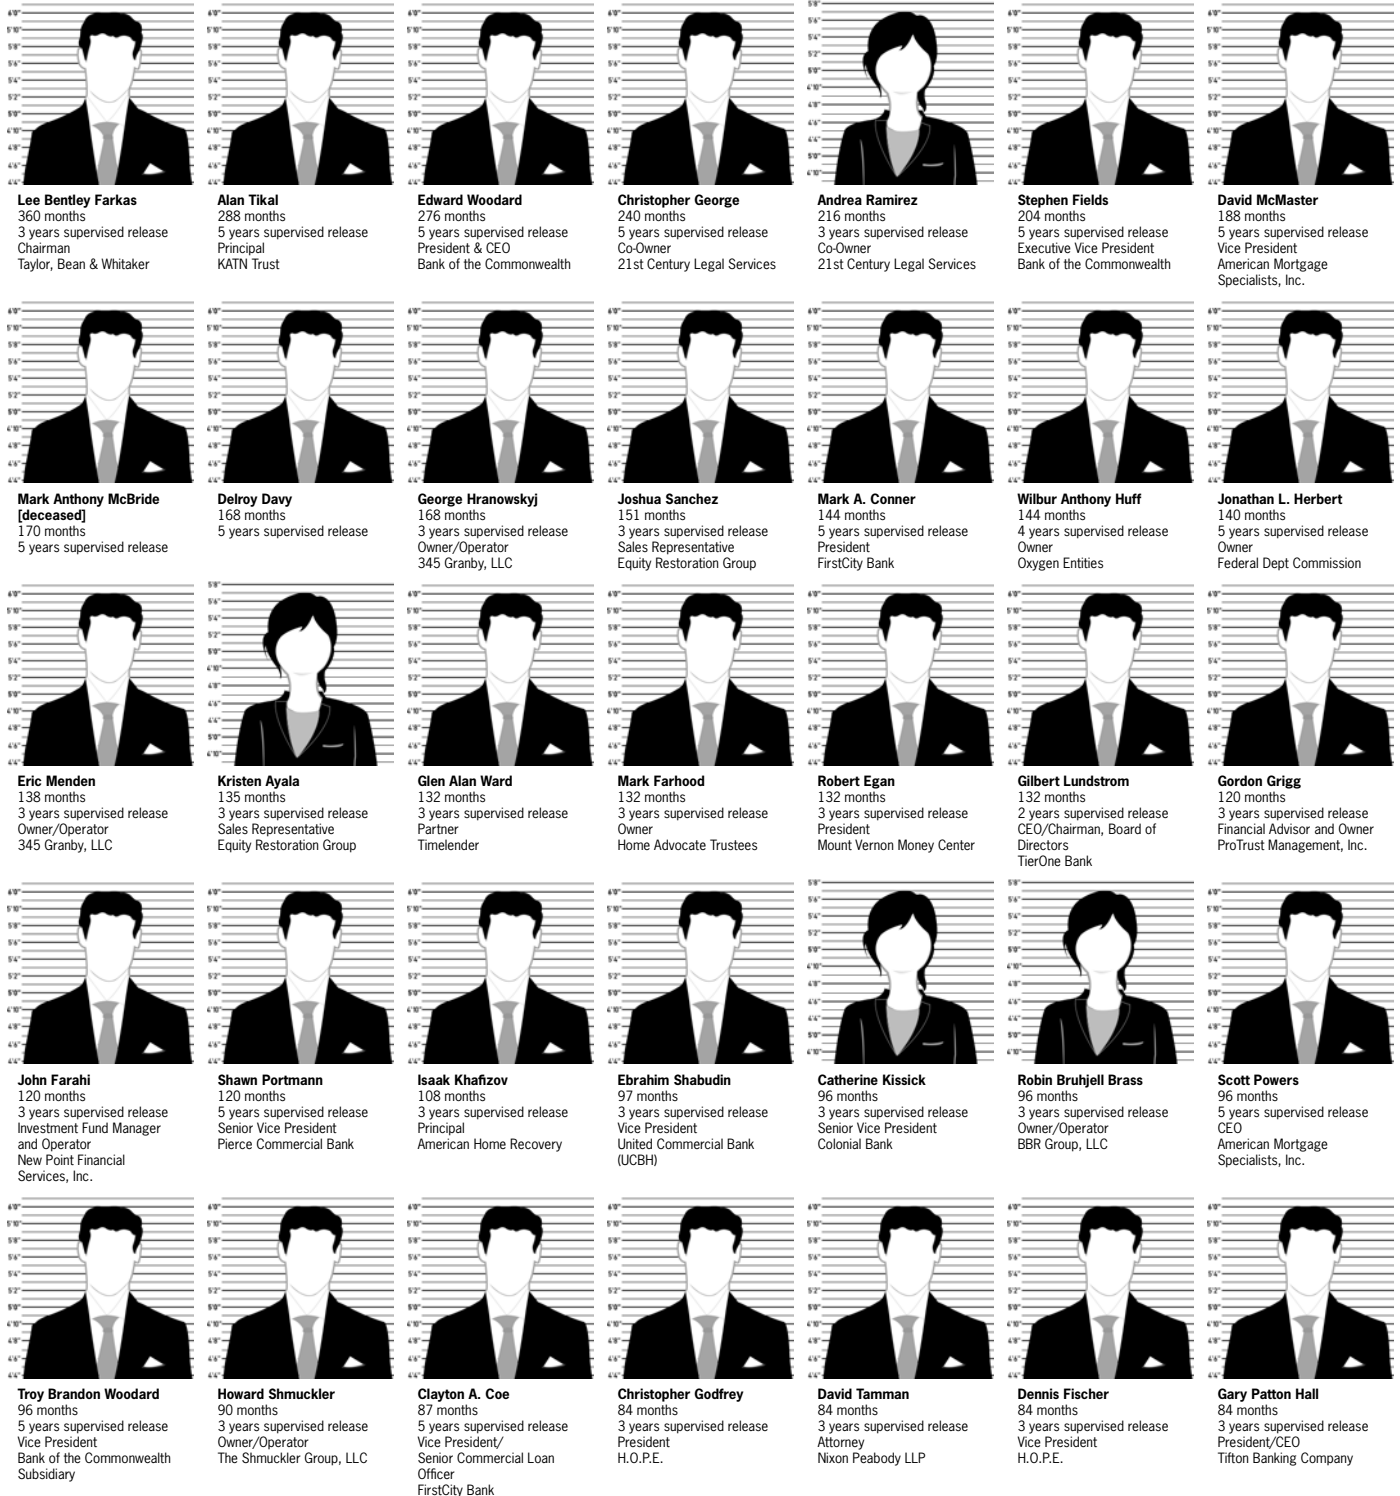 Lee Bentley Farkas
360 months
3 years supervised release
Chairman
Taylor, Bean & Whitaker
Alan Tikal
288 months
5 years supervised release
Principal
KATN Trust
Edward Woodard
276 months
5 years supervised release
President & CEO
Bank of the Commonwealth
Christopher George
240 months
5 years supervised release
Co-Owner
21st Century Legal Services
Andrea Ramirez
216 months
3 years supervised release
Co-Owner
21st Century Legal Services
Stephen Fields
204 months
5 years supervised release
Executive Vice President
Bank of the Commonwealth
David McMaster
188 months
5 years supervised release
Vice President
American Mortgage
Specialists, Inc.
Mark Anthony McBride
[deceased]
170 months
5 years supervised release
Delroy Davy
168 months
5 years supervised release
George Hranowskyj
168 months
3 years supervised release
Owner/Operator
345 Granby, LLC
Joshua Sanchez
151 months
3 years supervised release
Sales Representative
Equity Restoration Group
Mark A. Conner
144 months
5 years supervised release
President
FirstCity Bank
Wilbur Anthony Huff
144 months
4 years supervised release
Owner
Oxygen Entities
Jonathan L. Herbert
140 months
5 years supervised release
Owner
Federal Dept Commission
Eric Menden
138 months
3 years supervised release
Owner/Operator
345 Granby, LLC
Kristen Ayala
135 months
3 years supervised release
Sales Representative
Equity Restoration Group
Glen Alan Ward
132 months
3 years supervised release
Partner
Timelender
Mark Farhood
132 months
3 years supervised release
Owner
Home Advocate Trustees
Robert Egan
132 months
3 years supervised release
President
Mount Vernon Money Center
Gilbert Lundstrom
132 months
2 years supervised release
CEO/Chairman, Board of
Directors
TierOne Bank
Gordon Grigg
120 months
3 years supervised release
Financial Advisor and Owner
ProTrust Management, Inc.
John Farahi
120 months
3 years supervised release
Investment Fund Manager
and Operator
New Point Financial
Services, Inc.
Shawn Portmann
120 months
5 years supervised release
Senior Vice President
Pierce Commercial Bank
Isaak Khafizov
108 months
3 years supervised release
Principal
American Home Recovery
Ebrahim Shabudin
97 months
3 years supervised release
Vice President
United Commercial Bank
(UCBH)
Catherine Kissick
96 months
3 years supervised release
Senior Vice President
Colonial Bank
Robin Bruhjell Brass
96 months
3 years supervised release
Owner/Operator
BBR Group, LLC
Scott Powers
96 months
5 years supervised release
CEO
American Mortgage
Specialists, Inc.
Troy Brandon Woodard
96 months
5 years supervised release
Vice President
Bank of the Commonwealth
Subsidiary
Howard Shmuckler
90 months
3 years supervised release
Owner/Operator
The Shmuckler Group, LLC
Clayton A. Coe
87 months
5 years supervised release
Vice President/
Senior Commercial Loan
Officer
FirstCity Bank
Christopher Godfrey
84 months
3 years supervised release
President
H.O.P.E.
David Tamman
84 months
3 years supervised release
Attorney
Nixon Peabody LLP
Dennis Fischer
84 months
3 years supervised release
Vice President
H.O.P.E.
Gary Patton Hall
84 months
3 years supervised release
President/CEO
Tifton Banking Company